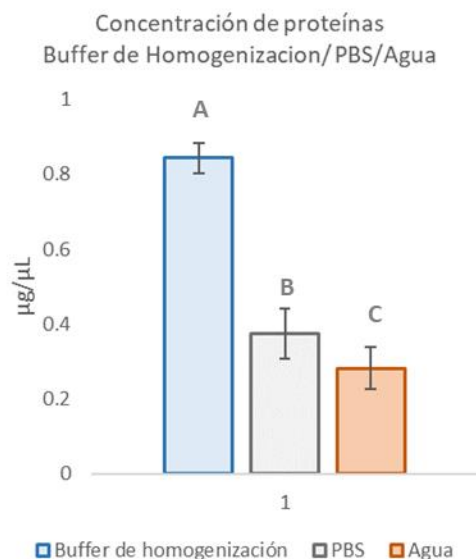 Concentración de proteínas
Buffer de Homogenizacion/PBS/Agua
1
A
0.8
0.6
µg/µL
B
C
0.4
0.2
0
1
Buffer de homogenización PBS Agua